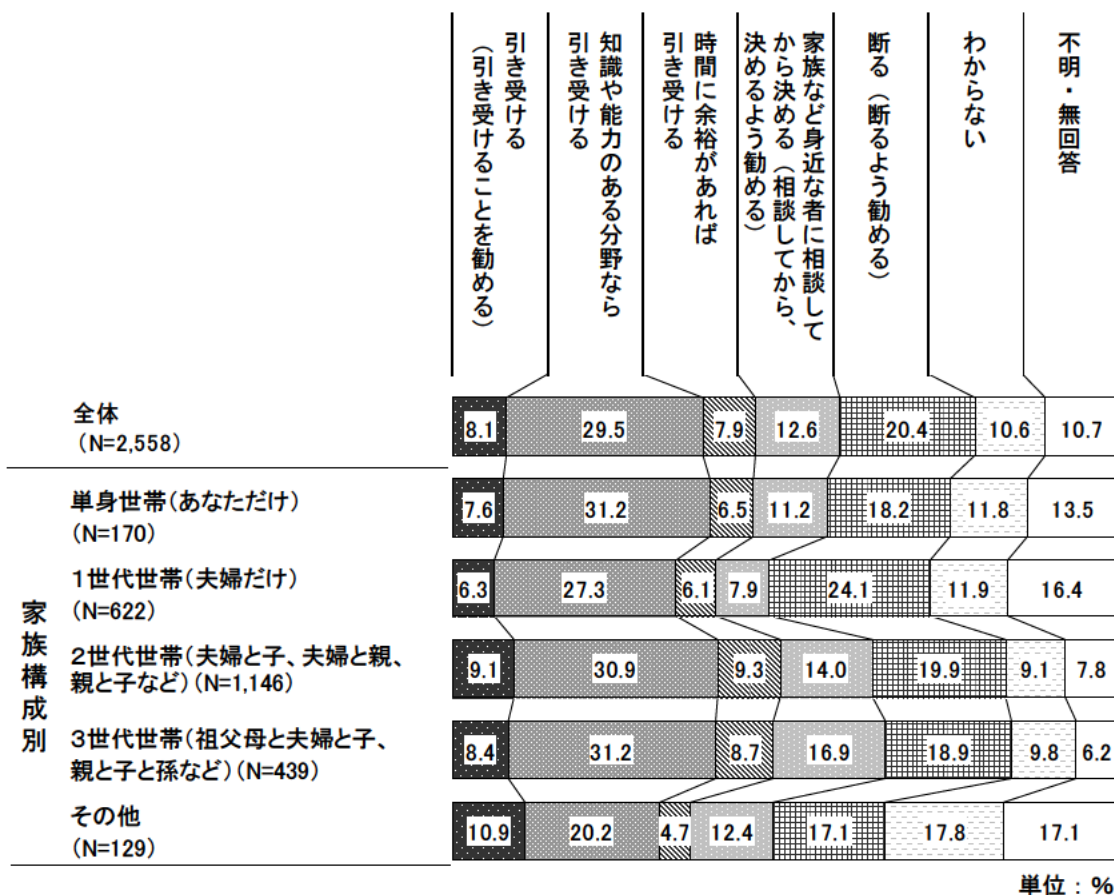 引き受ける
（引き受けることを勧める）
知識や能力のある分野なら
引き受ける
時間に余裕があれば
引き受ける
家族など身近な者に相談して
から決める（相談してから、
決めるよう勧める）
断る（断るよう勧める）
わからない
不明・無回答
全体
（N=2,558）
8.1 29.5 7.9 12.6 20.4 10.6 10.7
家族構成別
単身世帯（あなただけ）
（N=170）
7.6 31.2 6.5 11.2 18.2 11.8 13.5
１世代世帯（夫婦だけ）
（N=622）
6.3 27.3 6.1 7.9 24.1 11.9 16.4
２世代世帯（夫婦と子、夫婦と親、
親と子など）（N=1,146）
9.1 30.9 9.3 14.0 19.9 9.1 7.8
３世代世帯（祖父母と夫婦と子、
親と子と孫など）（N=439）
8.4 31.2 8.7 16.9 18.9 9.8 6.2
その他
（N=129）
10.9 20.2 4.7 12.4 17.1 17.8 17.1
単位：%